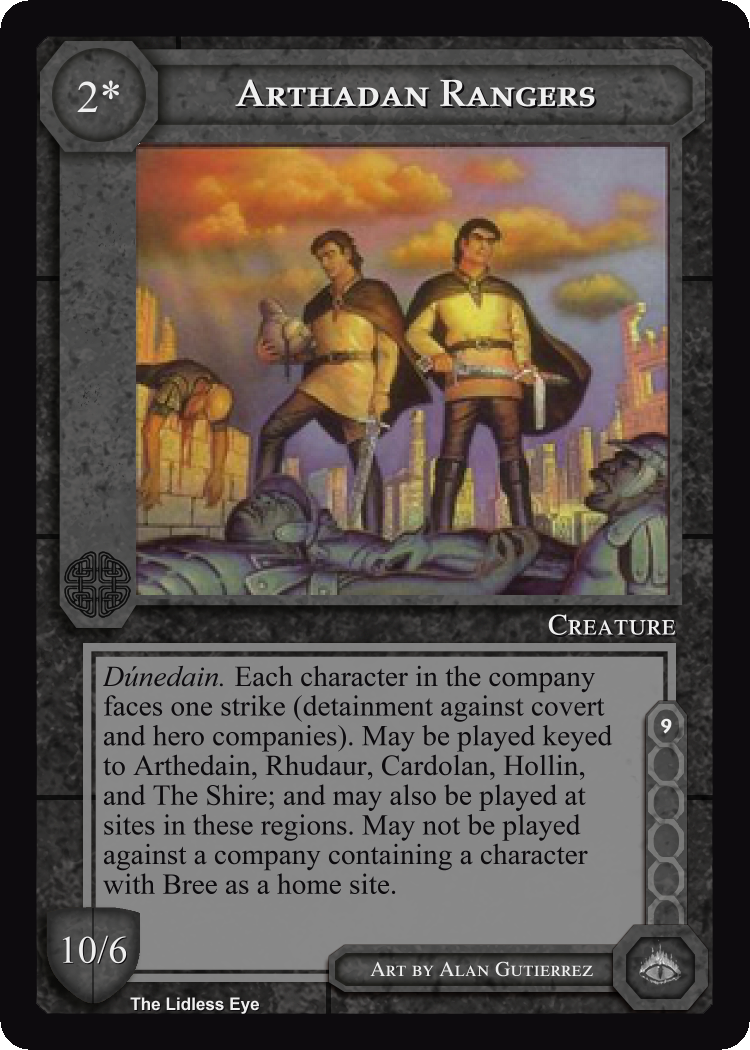 2*
Arthadan Rangers
Creature
Dúnedain. Each character in the company
faces one strike (detainment against covert
and hero companies). May be played keyed
to Arthedain, Rhudaur, Cardolan, Hollin,
and The Shire; and may also be played at
sites in these regions. May not be played
against a company containing a character
with Bree as a home site.
9
10/6
Art by Alan Gutierrez
The Lidless Eye